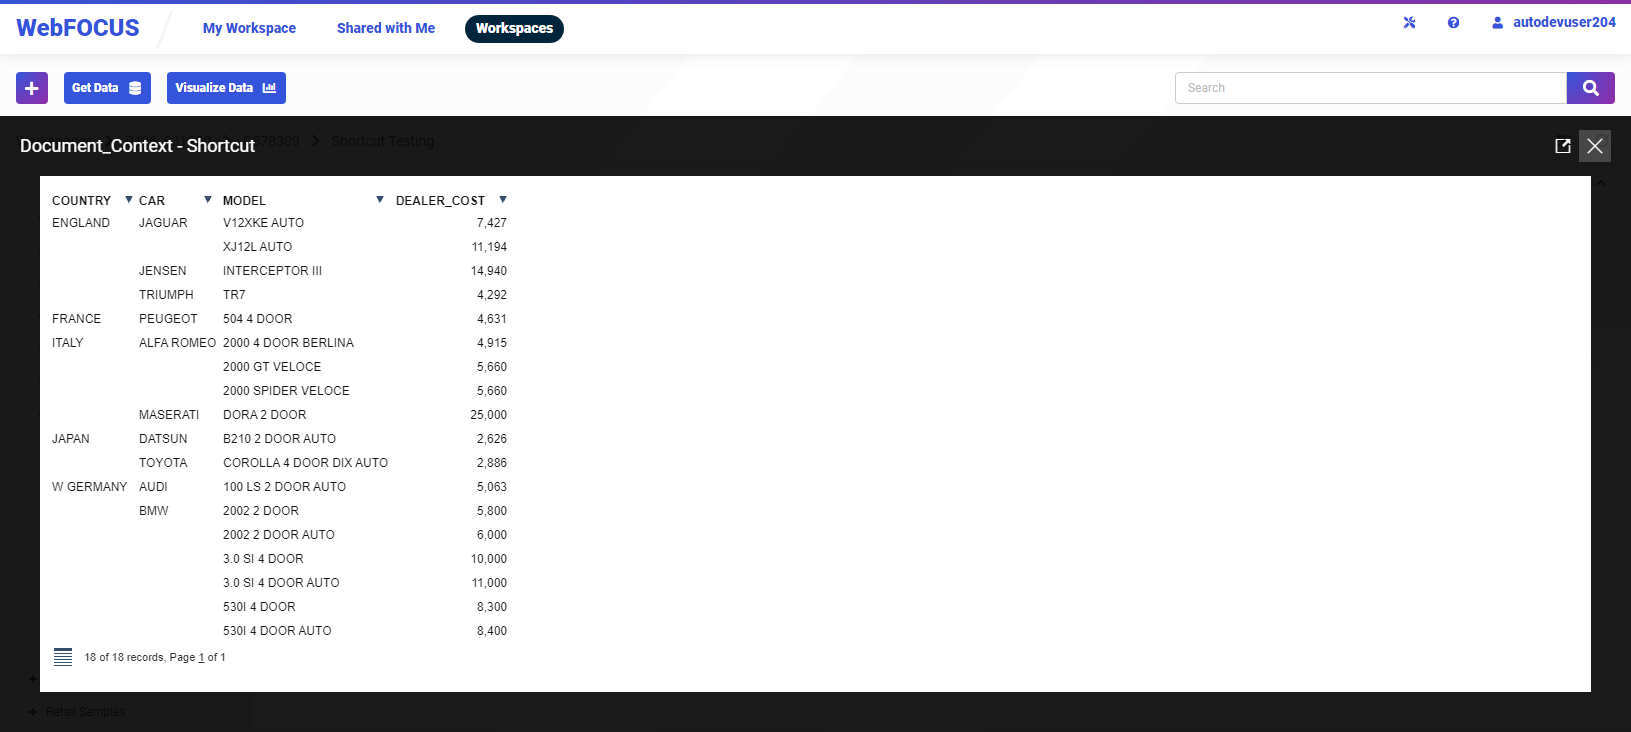 WebFOCUS My Workspace Shared with Me Workspaces autodevuser204
+ Get Data Visualize Data Search
Shortcut Testing
Document_Context - Shortcut
COUNTRY CAR MODEL DEALER_COST
ENGLAND JAGUAR V12XKE AUTO 7,427
XJ12L AUTO 11,194
JENSEN INTERCEPTOR III 14,940
TRIUMPH TR7 4,292
FRANCE PEUGEOT 504 4 DOOR 4,631
ITALY ALFA ROMEO 2000 4 DOOR BERLINA 4,915
2000 GT VELOCE 5,660
2000 SPIDER VELOCE 5,660
MASERATI DORA 2 DOOR 25,000
JAPAN DATSUN B210 2 DOOR AUTO 2,626
TOYOTA COROLLA 4 DOOR DIX AUTO 2,886
W GERMANY AUDI 100 LS 2 DOOR AUTO 5,063
BMW 2002 2 DOOR 5,800
2002 2 DOOR AUTO 6,000
3.0 SI 4 DOOR 10,000
3.0 SI 4 DOOR AUTO 11,000
530I 4 DOOR 8,300
530I 4 DOOR AUTO 8,400
18 of 18 records, Page 1 of 1
+
+ Retail Samples